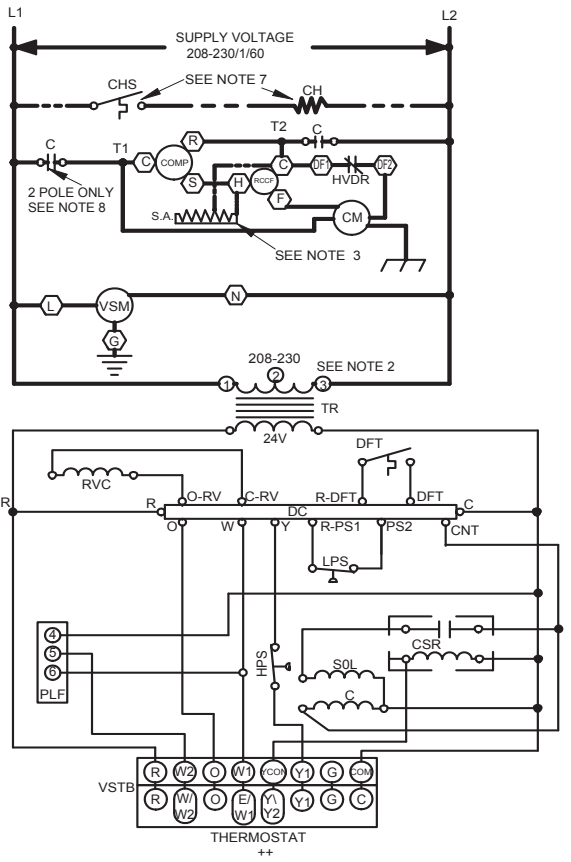 L1
L2
SUPPLY VOLTAGE
208-230/1/60
CHS
SEE NOTE 7
CH
C
T1
T2
C
R
C
COMP
S
H
RCCF
C
DF1
HVDR
DF2
F
CM
2 POLE ONLY
SEE NOTE 8
S.A.
SEE NOTE 3
L
VSM
N
G
208-230
SEE NOTE 2
1
2
3
TR
24V
DFT
RVC
R
R
O-RV
C-RV
R-DFT
DFT
C
DC
O
W
Y
R-PS1
PS2
CNT
LPS
4
5
6
PLF
HPS
S0L
C
CSR
VSTB
R
W2
O
W1
YCON
Y1
G
COM
R
W/
W2
O
E/
W1
Y\
Y2
Y1
G
C
THERMOSTAT
++